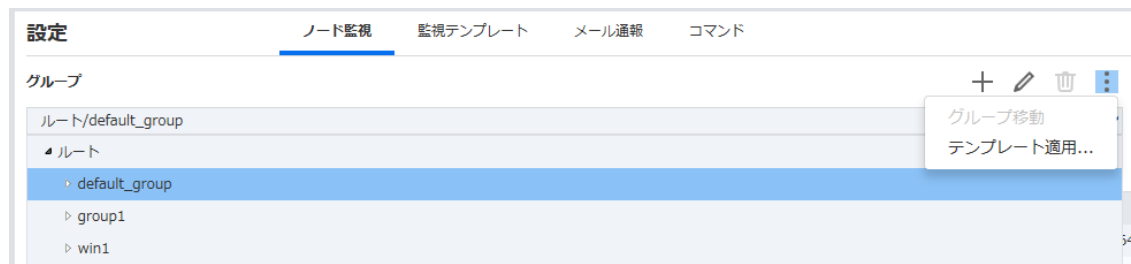 設定 ノード監視 監視テンプレート メール通報 コマンド
グループ
グループ移動
テンプレート適用...
ルート/default_group
ルート
default_group
group1
win1